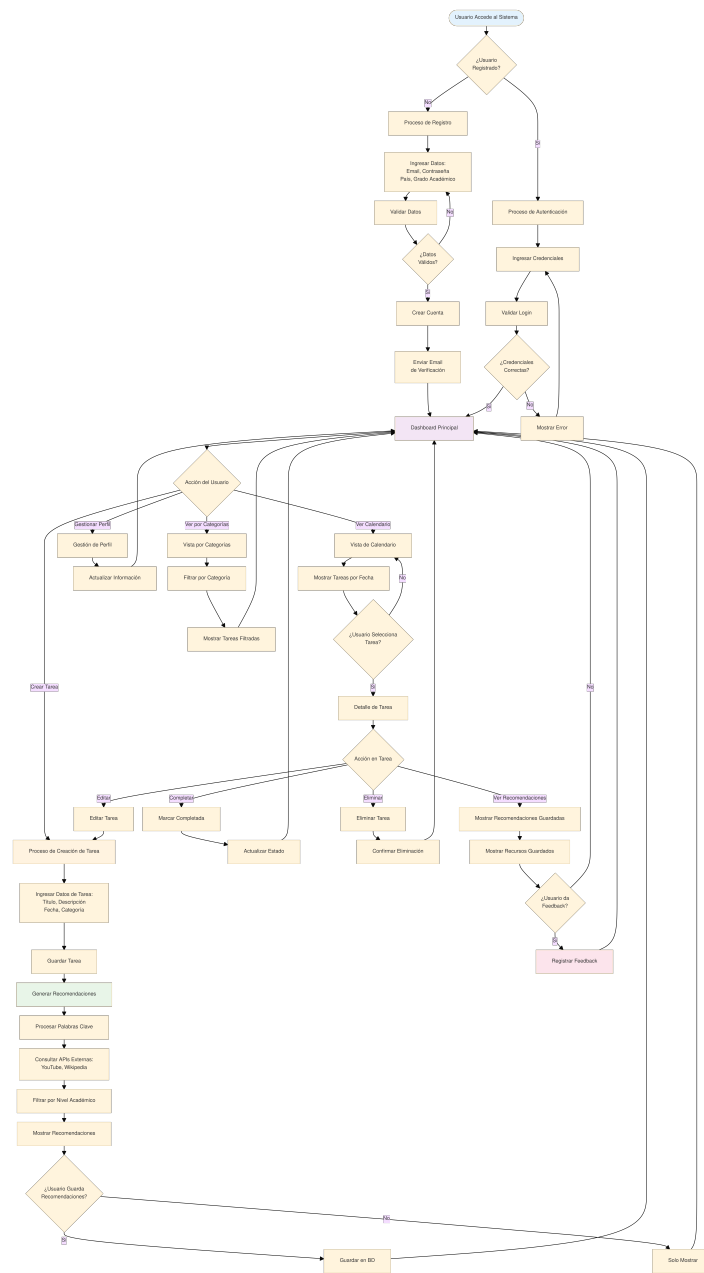 Usuario Accede al Sistema
¿Usuario
Registrado?
No
Sí
Proceso de Registro
Ingresar Datos:
Email, Contraseña
País, Grado Académico
Validar Datos
No
Proceso de Autenticación
¿Datos
Válidos?
Ingresar Credenciales
Sí
Crear Cuenta
Validar Login
Enviar Email
de Verificación
¿Credenciales
Correctas?
Sí
No
Dashboard Principal
Mostrar Error
Acción del Usuario
Gestionar Perfil
Ver por Categorías
Ver Calendario
Gestión de Perfil
Vista por Categorías
Vista de Calendario
Actualizar Información
Filtrar por Categoría
Mostrar Tareas por Fecha
No
Mostrar Tareas Filtradas
¿Usuario Selecciona
Tarea?
Crear Tarea
Sí
No
Detalle de Tarea
Acción en Tarea
Editar
Completar
Eliminar
Ver Recomendaciones
Editar Tarea
Marcar Completada
Eliminar Tarea
Mostrar Recomendaciones Guardadas
Proceso de Creación de Tarea
Actualizar Estado
Confirmar Eliminación
Mostrar Recursos Guardados
Ingresar Datos de Tarea:
Título, Descripción
Fecha, Categoría
¿Usuario da
Feedback?
Sí
Guardar Tarea
Registrar Feedback
Generar Recomendaciones
Procesar Palabras Clave
Consultar APIs Externas:
YouTube, Wikipedia
Filtrar por Nivel Académico
Mostrar Recomendaciones
¿Usuario Guarda
Recomendaciones?
No
Sí
Guardar en BD
Solo Mostrar